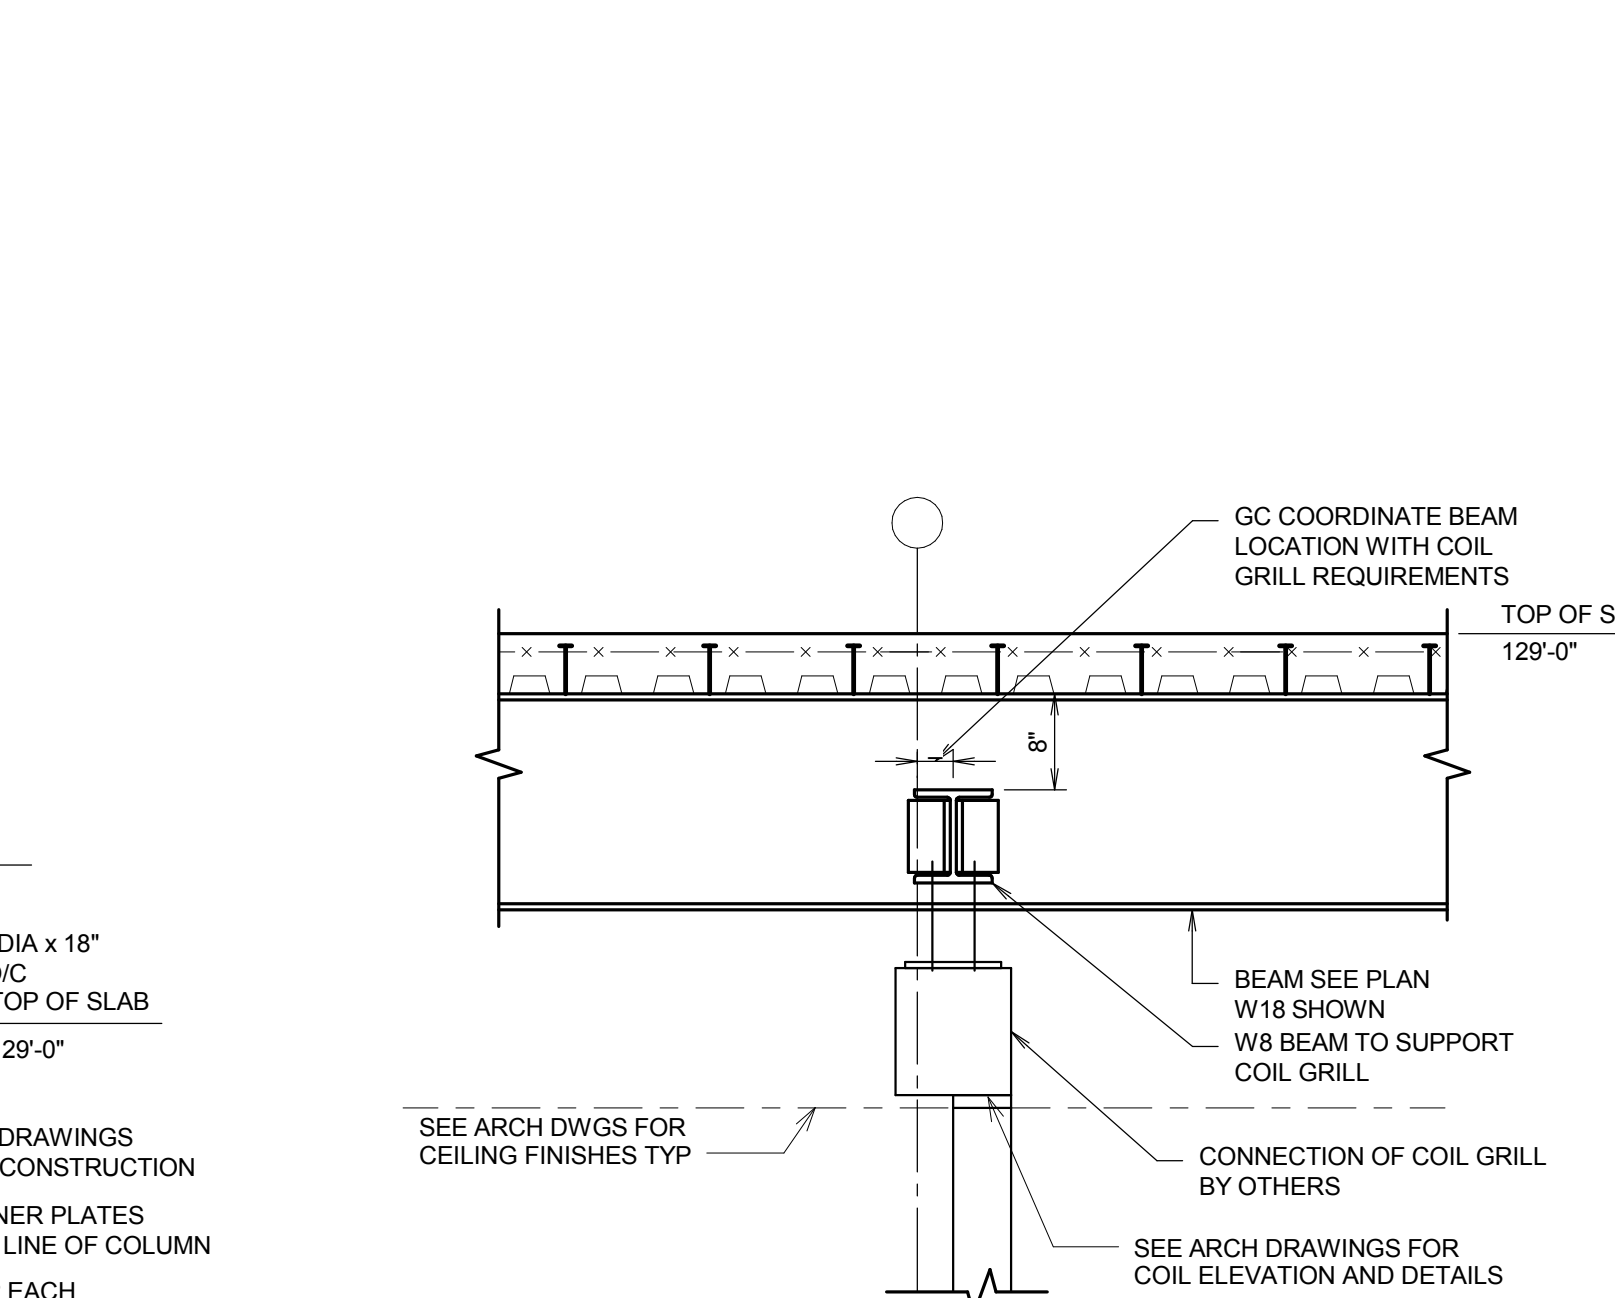 GC COORDINATE BEAM
LOCATION WITH COIL
GRILL REQUIREMENTS
TOP OF S
129'-0"
8"
DIA x 18"
O/C
TOP OF SLAB
29'-0"
BEAM SEE PLAN
W18 SHOWN
W8 BEAM TO SUPPORT
COIL GRILL
SEE ARCH DWGS FOR
CEILING FINISHES TYP
DRAWINGS
CONSTRUCTION
CONNECTION OF COIL GRILL
BY OTHERS
NER PLATES
LINE OF COLUMN
SEE ARCH DRAWINGS FOR
COIL ELEVATION AND DETAILS
EACH